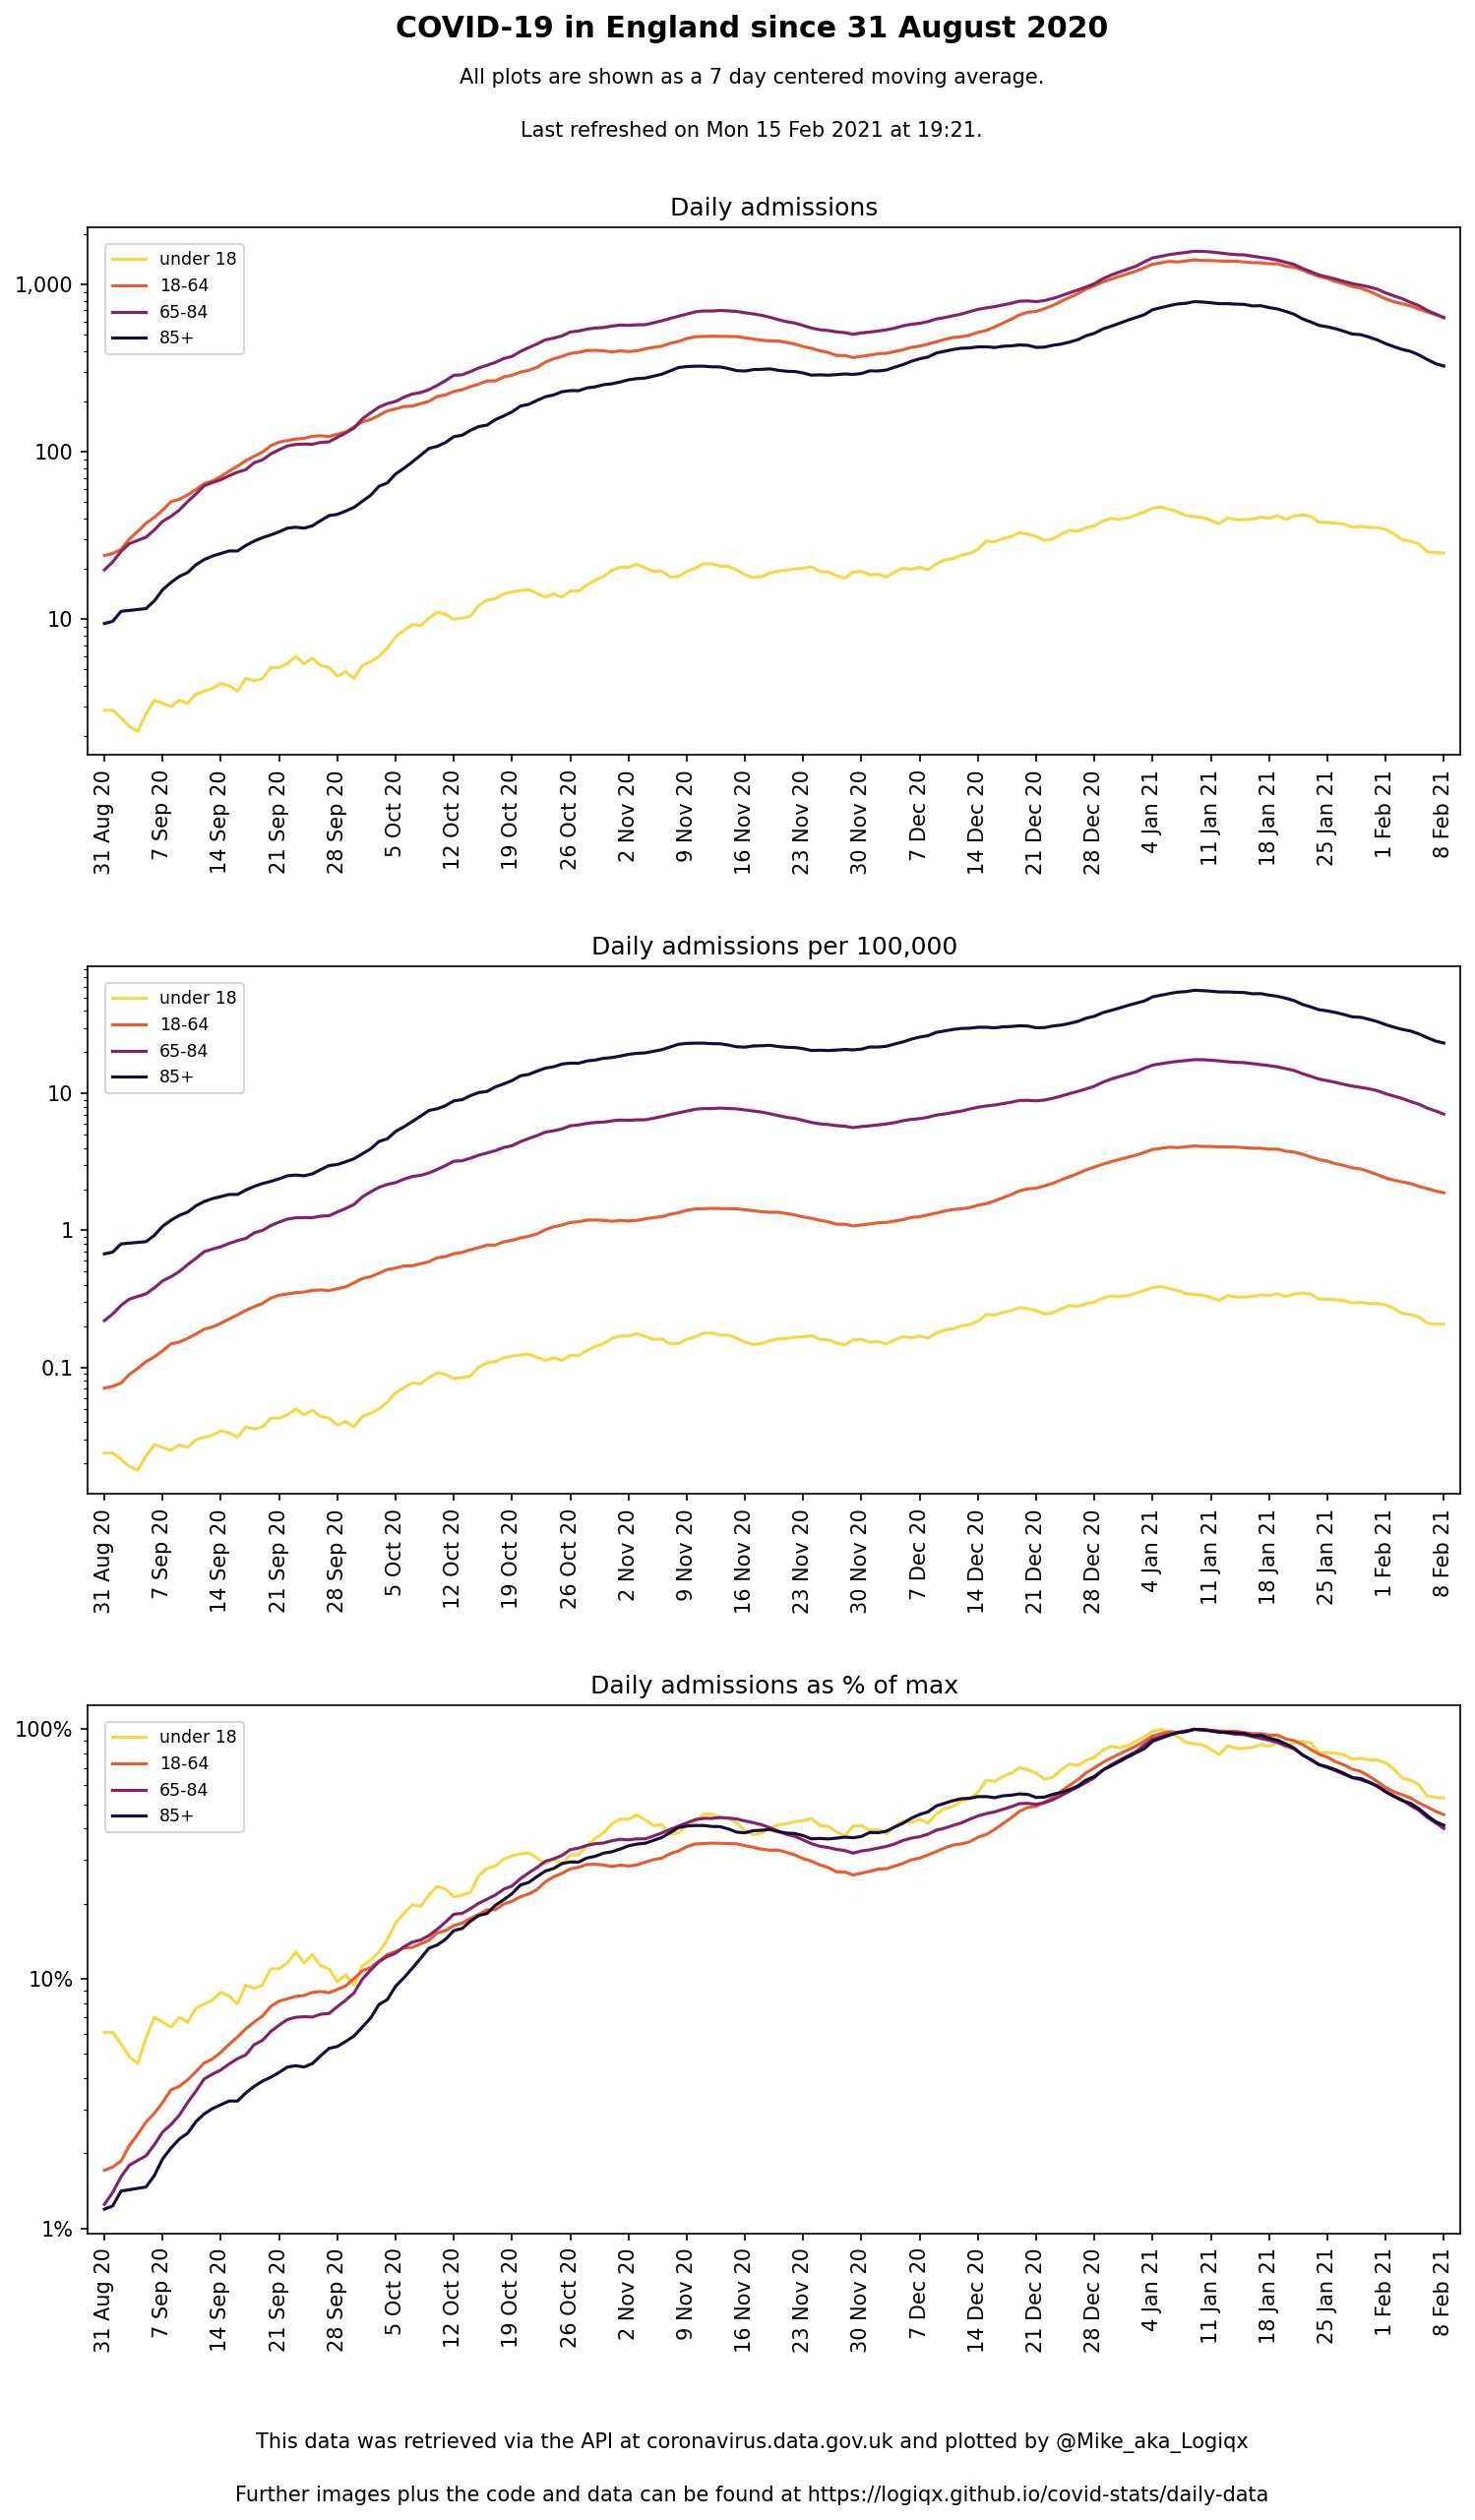 COVID-19 in England since 31 August 2020
All plots are shown as a 7 day centered moving average.
Last refreshed on Mon 15 Feb 2021 at 19:21.
Daily admissions
under 18
18-64
65-84
85+
1,000
100
10
31 Aug 20
7 Sep 20
14 Sep 20
21 Sep 20
28 Sep 20
5 Oct 20
12 Oct 20
19 Oct 20
26 Oct 20
2 Nov 20
9 Nov 20
16 Nov 20
23 Nov 20
30 Nov 20
7 Dec 20
14 Dec 20
21 Dec 20
28 Dec 20
4 Jan 21
11 Jan 21
18 Jan 21
25 Jan 21
1 Feb 21
8 Feb 21
Daily admissions per 100,000
under 18
18-64
65-84
85+
10
1
0.1
31 Aug 20
7 Sep 20
14 Sep 20
21 Sep 20
28 Sep 20
5 Oct 20
12 Oct 20
19 Oct 20
26 Oct 20
2 Nov 20
9 Nov 20
16 Nov 20
23 Nov 20
30 Nov 20
7 Dec 20
14 Dec 20
21 Dec 20
28 Dec 20
4 Jan 21
11 Jan 21
18 Jan 21
25 Jan 21
1 Feb 21
8 Feb 21
Daily admissions as % of max
under 18
18-64
65-84
85+
100%
10%
1%
31 Aug 20
7 Sep 20
14 Sep 20
21 Sep 20
28 Sep 20
5 Oct 20
12 Oct 20
19 Oct 20
26 Oct 20
2 Nov 20
9 Nov 20
16 Nov 20
23 Nov 20
30 Nov 20
7 Dec 20
14 Dec 20
21 Dec 20
28 Dec 20
4 Jan 21
11 Jan 21
18 Jan 21
25 Jan 21
1 Feb 21
8 Feb 21
This data was retrieved via the API at coronavirus.data.gov.uk and plotted by @Mike_aka_Logiqx
Further images plus the code and data can be found at https://logiqx.github.io/covid-stats/daily-data